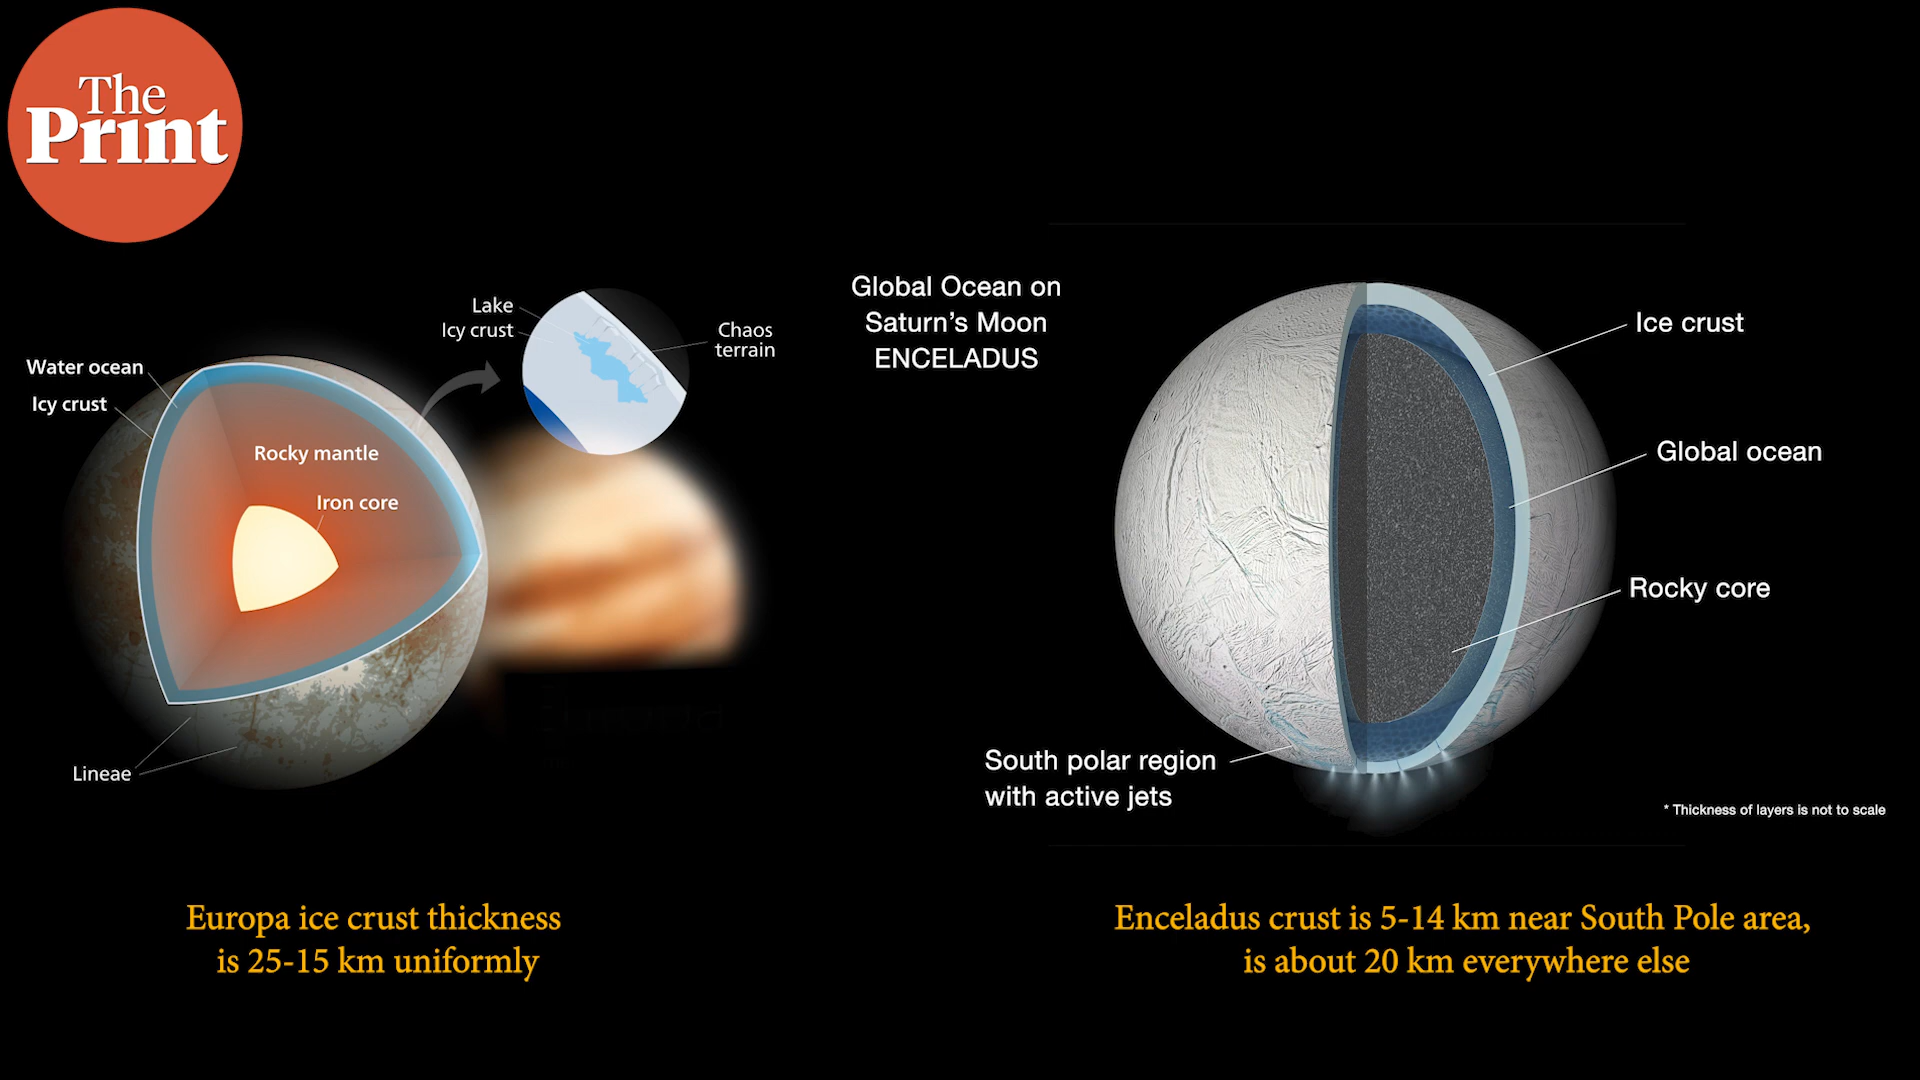 The
Print
Lake
Icy crust
Chaos
terrain
Water ocean
Icy crust
Rocky mantle
Iron core
Lineae
Europa ice crust thickness
is 25-15 km uniformly
Global Ocean on
Saturn's Moon
ENCELADUS
Ice crust
Global ocean
Rocky core
South polar region
with active jets
* Thickness of layers is not to scale
Enceladus crust is 5-14 km near South Pole area,
is about 20 km everywhere else